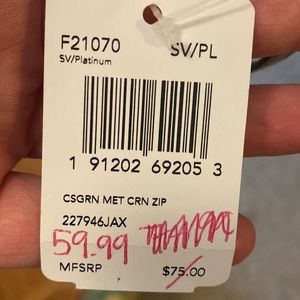 F21070 SV/PL
SV/Platinum
1 91202 69205 3
CSGRN MET CRN ZIP
227946JAX
59.99
MFSRP $75.00